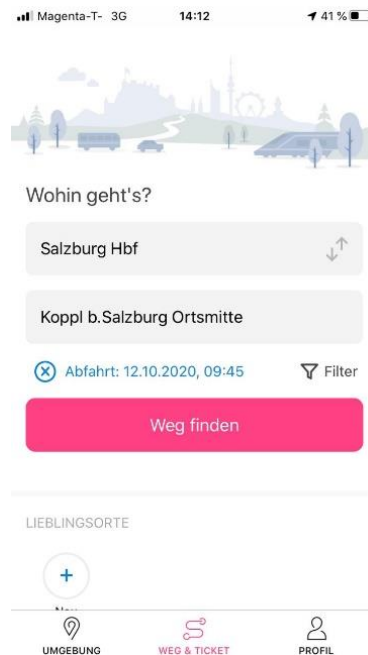 Magenta-T- 3G 14:12 41 %
Wohin geht's?
Salzburg Hbf
Koppl b.Salzburg Ortsmitte
Abfahrt: 12.10.2020, 09:45 Filter
Weg finden
LIEBLINGSORTE
UMGEBUNG WEG & TICKET PROFIL